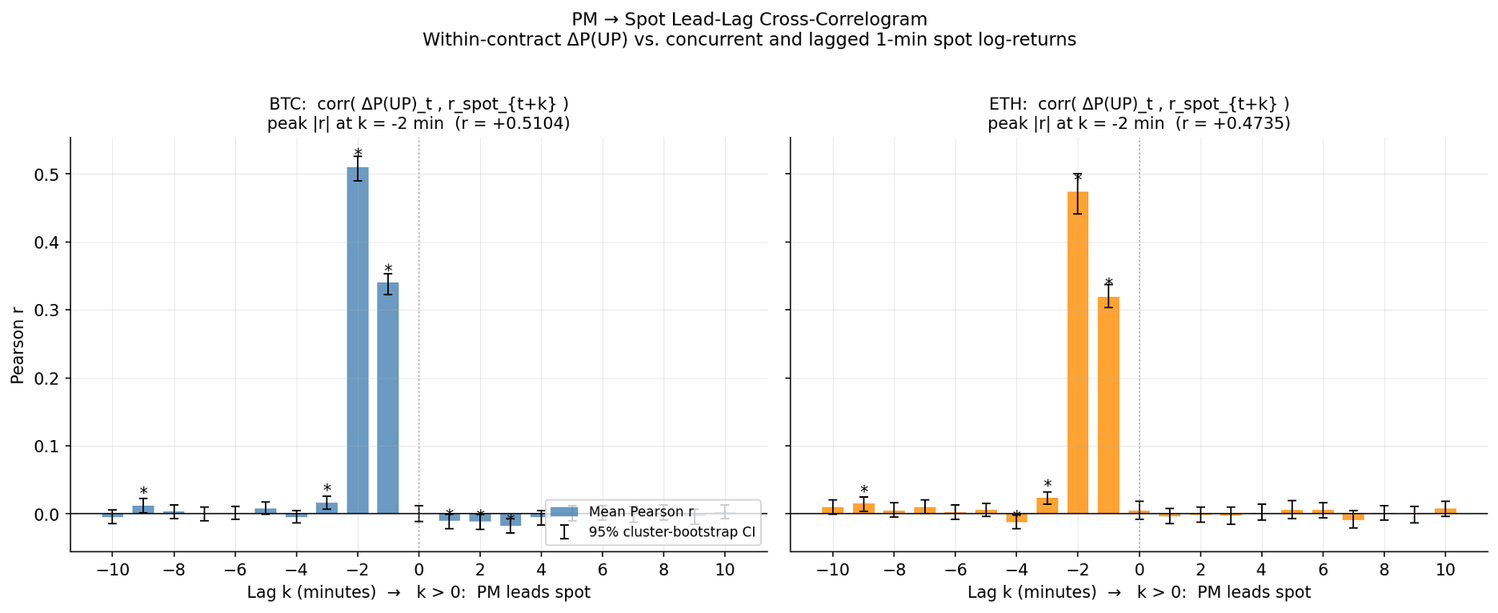 PM → Spot Lead-Lag Cross-Correlogram
Within-contract ΔP(UP) vs. concurrent and lagged 1-min spot log-returns
BTC:  corr( ΔP(UP)_t , r_spot_{t+k} )
peak |r| at k = -2 min  (r = +0.5104)
ETH:  corr( ΔP(UP)_t , r_spot_{t+k} )
peak |r| at k = -2 min  (r = +0.4735)
Pearson r
0.5
0.4
0.3
0.2
0.1
0.0
* * * * * * *
* * * * *
Mean Pearson r
95% cluster-bootstrap CI
−10 −8 −6 −4 −2 0 2 4 6 8 10
−10 −8 −6 −4 −2 0 2 4 6 8 10
Lag k (minutes)  →   k > 0:  PM leads spot
Lag k (minutes)  →   k > 0:  PM leads spot